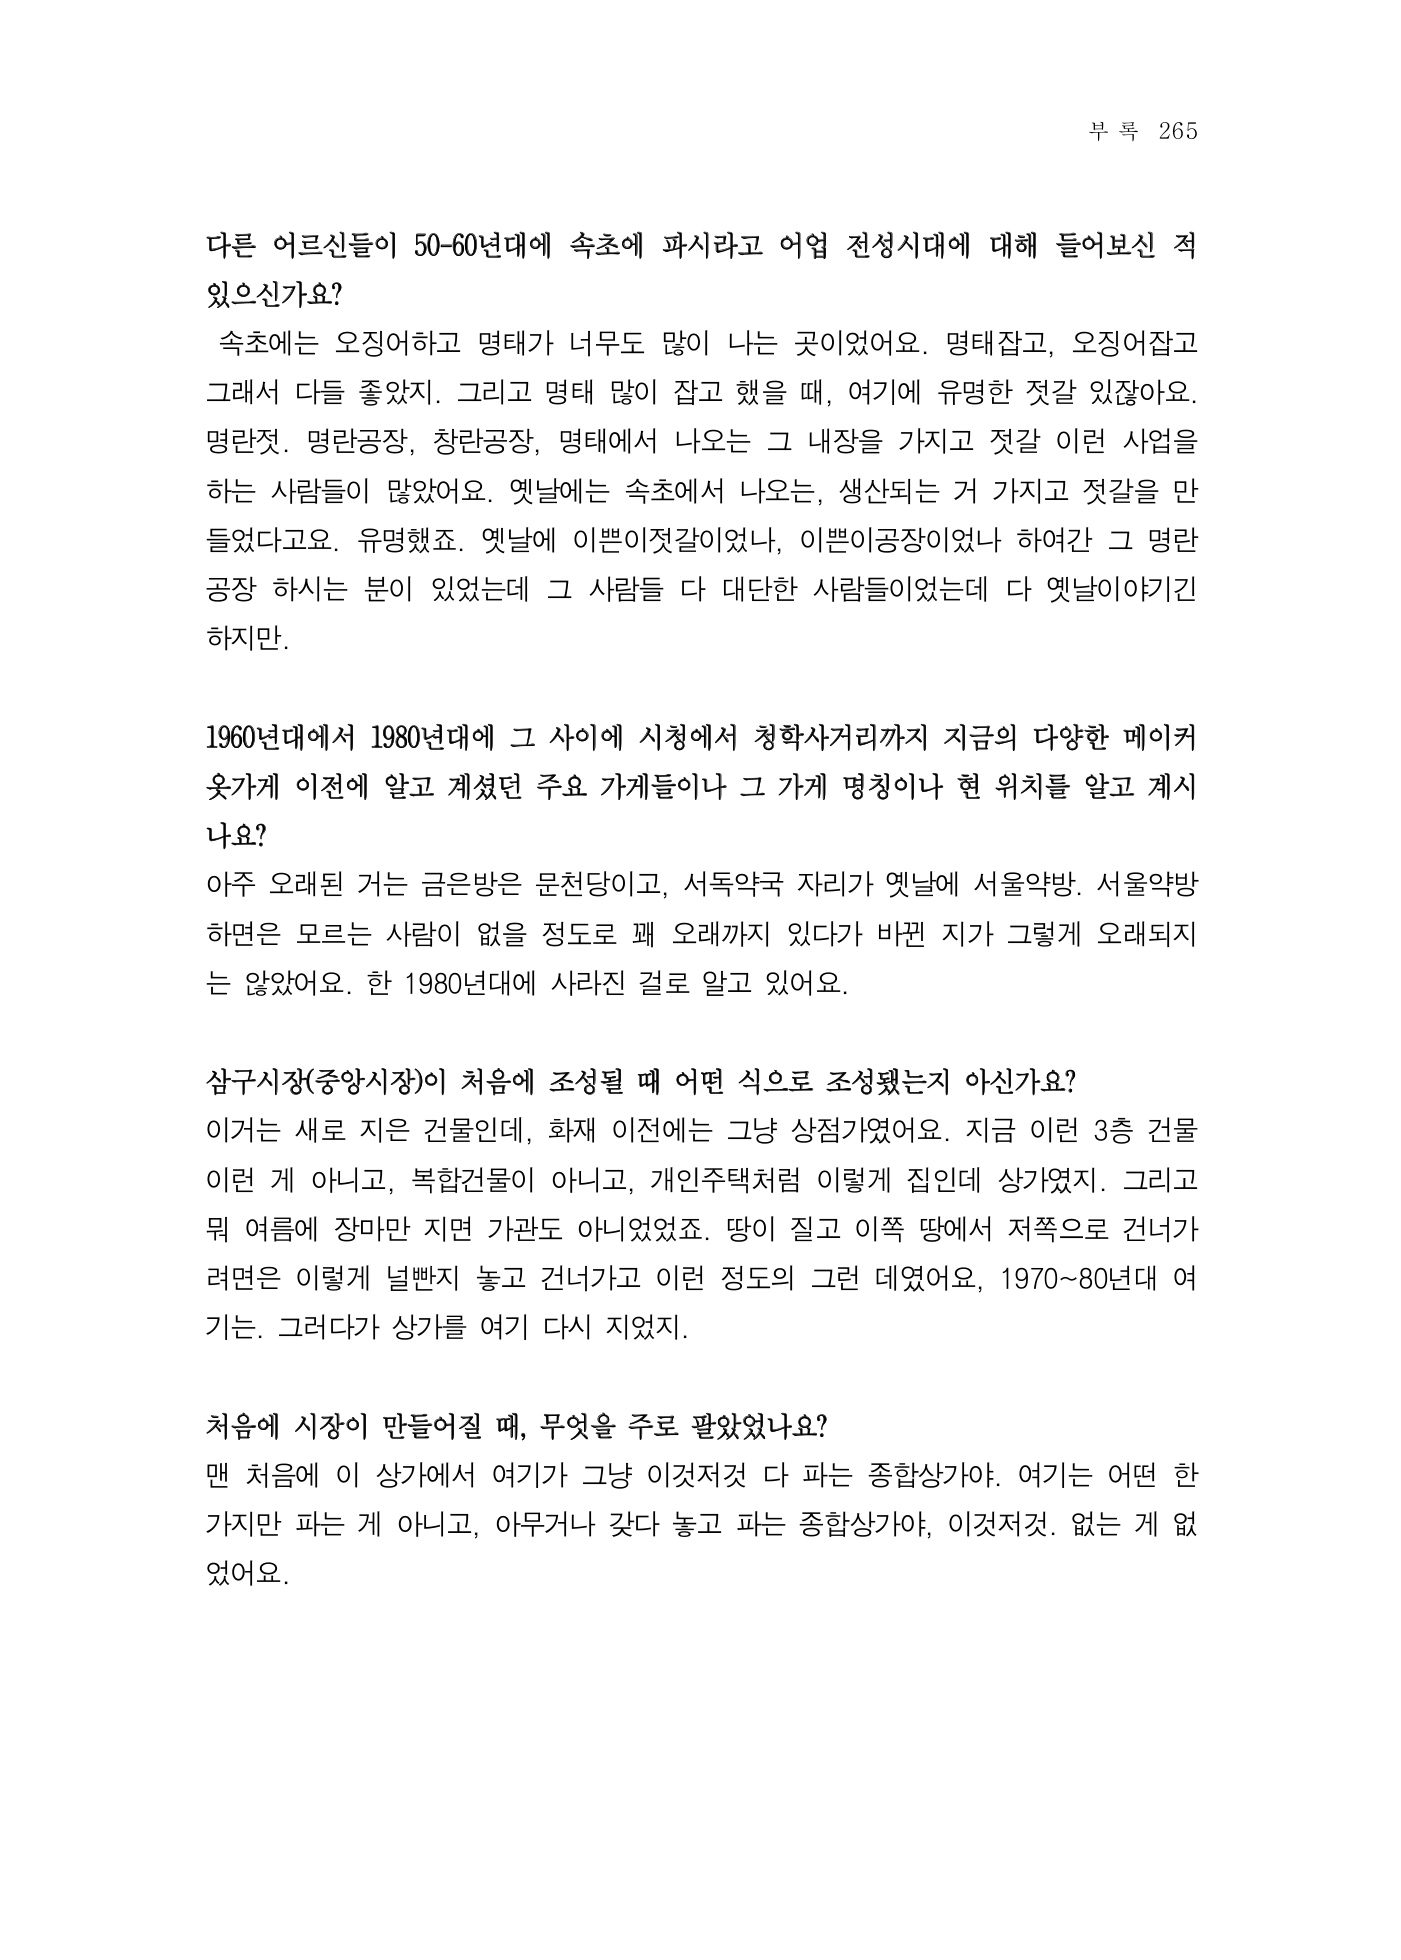 부 록 265
다른 어르신들이 50-60년대에 속초에 파시라고 어업 전성시대에 대해 들어보신 적
있으신가요?
속초에는 오징어하고 명태가 너무도 많이 나는 곳이었어요. 명태잡고, 오징어잡고
그래서 다들 좋았지. 그리고 명태 많이 잡고 했을 때, 여기에 유명한 젓갈 있잖아요.
명란젓. 명란공장, 창란공장, 명태에서 나오는 그 내장을 가지고 젓갈 이런 사업을
하는 사람들이 많았어요. 옛날에는 속초에서 나오는, 생산되는 거 가지고 젓갈을 만
들었다고요. 유명했죠. 옛날에 이쁜이젓갈이었나, 이쁜이공장이었나 하여간 그 명란
공장 하시는 분이 있었는데 그 사람들 다 대단한 사람들이었는데 다 옛날이야기긴
하지만.
1960년대에서 1980년대에 그 사이에 시청에서 청학사거리까지 지금의 다양한 메이커
옷가게 이전에 알고 계셨던 주요 가게들이나 그 가게 명칭이나 현 위치를 알고 계시
나요?
아주 오래된 거는 금은방은 문천당이고, 서독약국 자리가 옛날에 서울약방. 서울약방
하면은 모르는 사람이 없을 정도로 꽤 오래까지 있다가 바뀐 지가 그렇게 오래되지
는 않았어요. 한 1980년대에 사라진 걸로 알고 있어요.
삼구시장(중앙시장)이 처음에 조성될 때 어떤 식으로 조성됐는지 아신가요?
이거는 새로 지은 건물인데, 화재 이전에는 그냥 상점가였어요. 지금 이런 3층 건물
이런 게 아니고, 복합건물이 아니고, 개인주택처럼 이렇게 집인데 상가였지. 그리고
뭐 여름에 장마만 지면 가관도 아니었었죠. 땅이 질고 이쪽 땅에서 저쪽으로 건너가
려면은 이렇게 널빤지 놓고 건너가고 이런 정도의 그런 데였어요, 1970~80년대 여
기는. 그러다가 상가를 여기 다시 지었지.
처음에 시장이 만들어질 때, 무엇을 주로 팔았었나요?
맨 처음에 이 상가에서 여기가 그냥 이것저것 다 파는 종합상가야. 여기는 어떤 한
가지만 파는 게 아니고, 아무거나 갖다 놓고 파는 종합상가야, 이것저것. 없는 게 없
었어요.